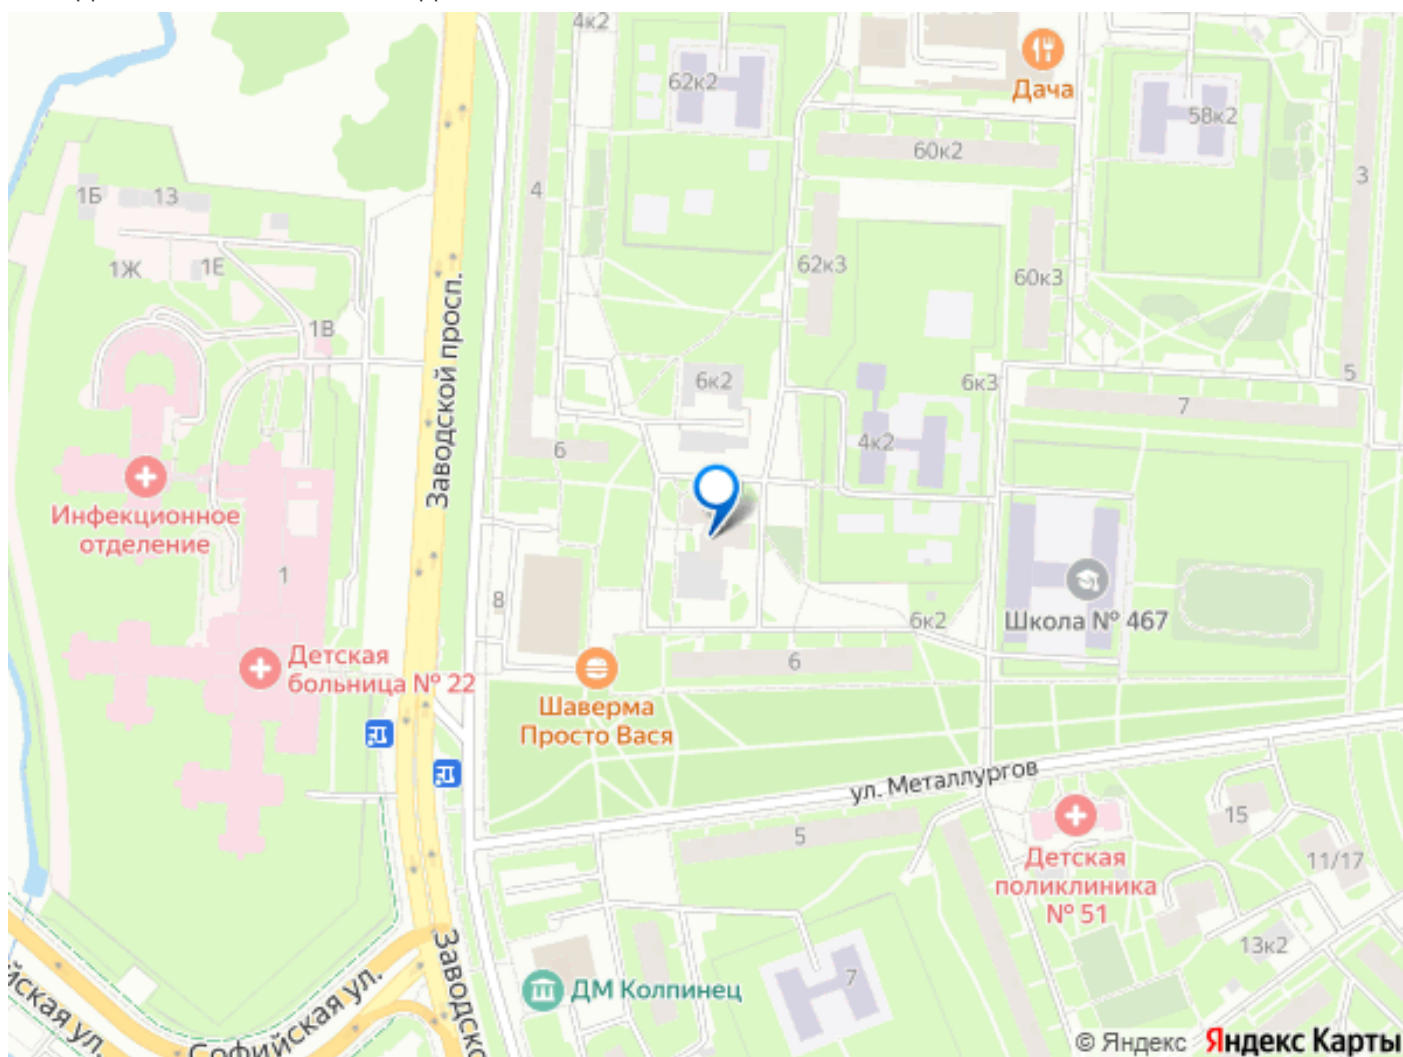 4к2
62к2
Дача
58к2
60к2
3
1Б
13
4
1Ж
1Е
62к3
60к3
1В
Заводской просп.
6к2
6к3
5
7
6
4к2
Инфекционное
отделение
1
8
6к2
Школа № 467
6
Детская
больница № 22
Шаверма
Просто Вася
ул. Металлургов
5
15
11/17
Детская
поликлиника
№ 51
13к2
7
ДМ Колпинец
Заводско
йская ул.
Софийская ул.
© Яндекс Яндекс Карты